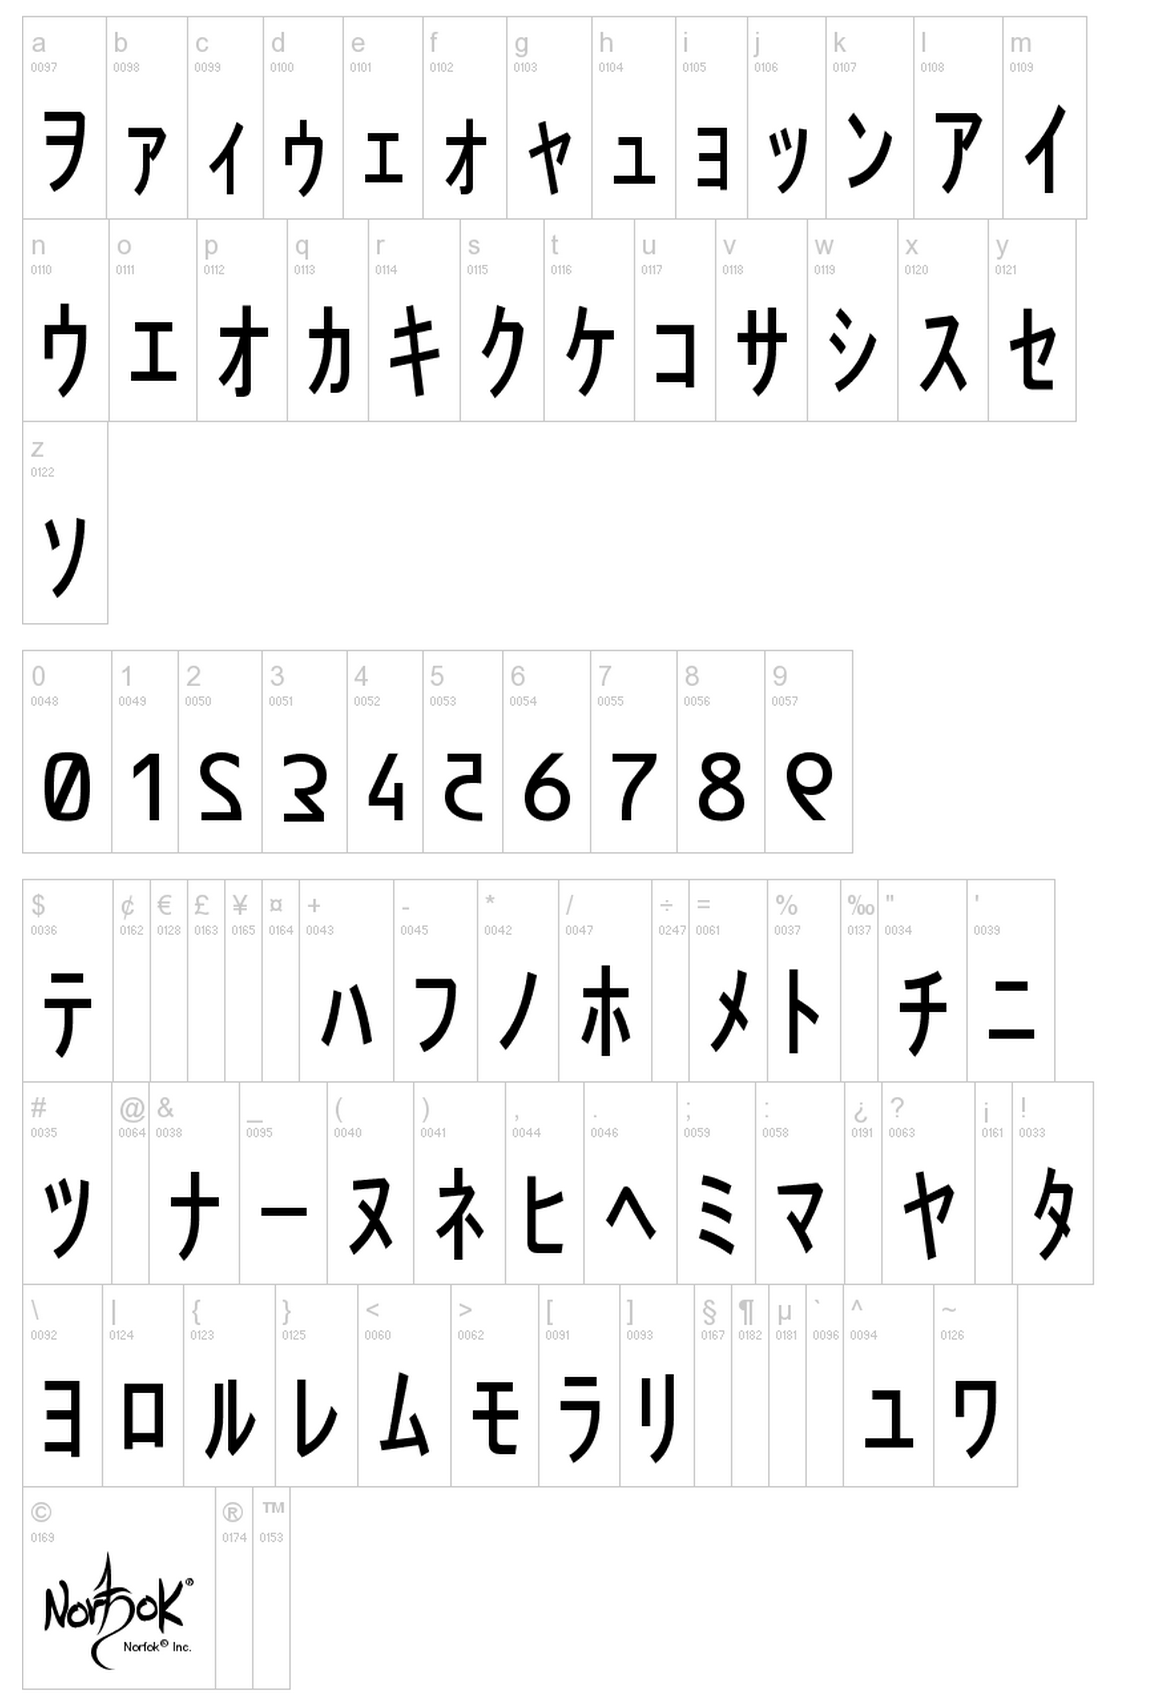 a b c d e f g h i j k l m
0097 0098 0099 0100 0101 0102 0103 0104 0105 0106 0107 0108 0109
ヲ ァ ィ ゥ ェ ォ ャ ュ ョ ッ ン ア イ
n o p q r s t u v w x y
0110 0111 0112 0113 0114 0115 0116 0117 0118 0119 0120 0121
ウ エ オ カ キ ク ケ コ サ シ ス セ
z
0122
ソ
0 1 2 3 4 5 6 7 8 9
0048 0049 0050 0051 0052 0053 0054 0055 0056 0057
0 1 2 3 4 5 6 7 8 9
$ ¢ € £ ¥ ¤ + - * / ÷ = % ‰ " '
0036 0162 0128 0163 0165 0164 0043 0045 0042 0047 0247 0061 0037 0137 0034 0039
テ ハ フ ノ ホ メ ト チ ニ
# @ & _ ( ) , . ; : ¿ ? ¡ !
0035 0064 0038 0095 0040 0041 0044 0046 0059 0058 0191 0063 0161 0033
ツ ナ ー ヌ ネ ヒ ヘ ミ マ ヤ タ
\ | { } < > [ ] § ¶ µ ` ^ ~
0092 0124 0123 0125 0060 0062 0091 0093 0167 0182 0181 0096 0094 0126
ヨ ロ ル レ ム モ ラ リ ユ ワ
© ® ™
0169 0174 0153
Norfok®
Norfok® Inc.